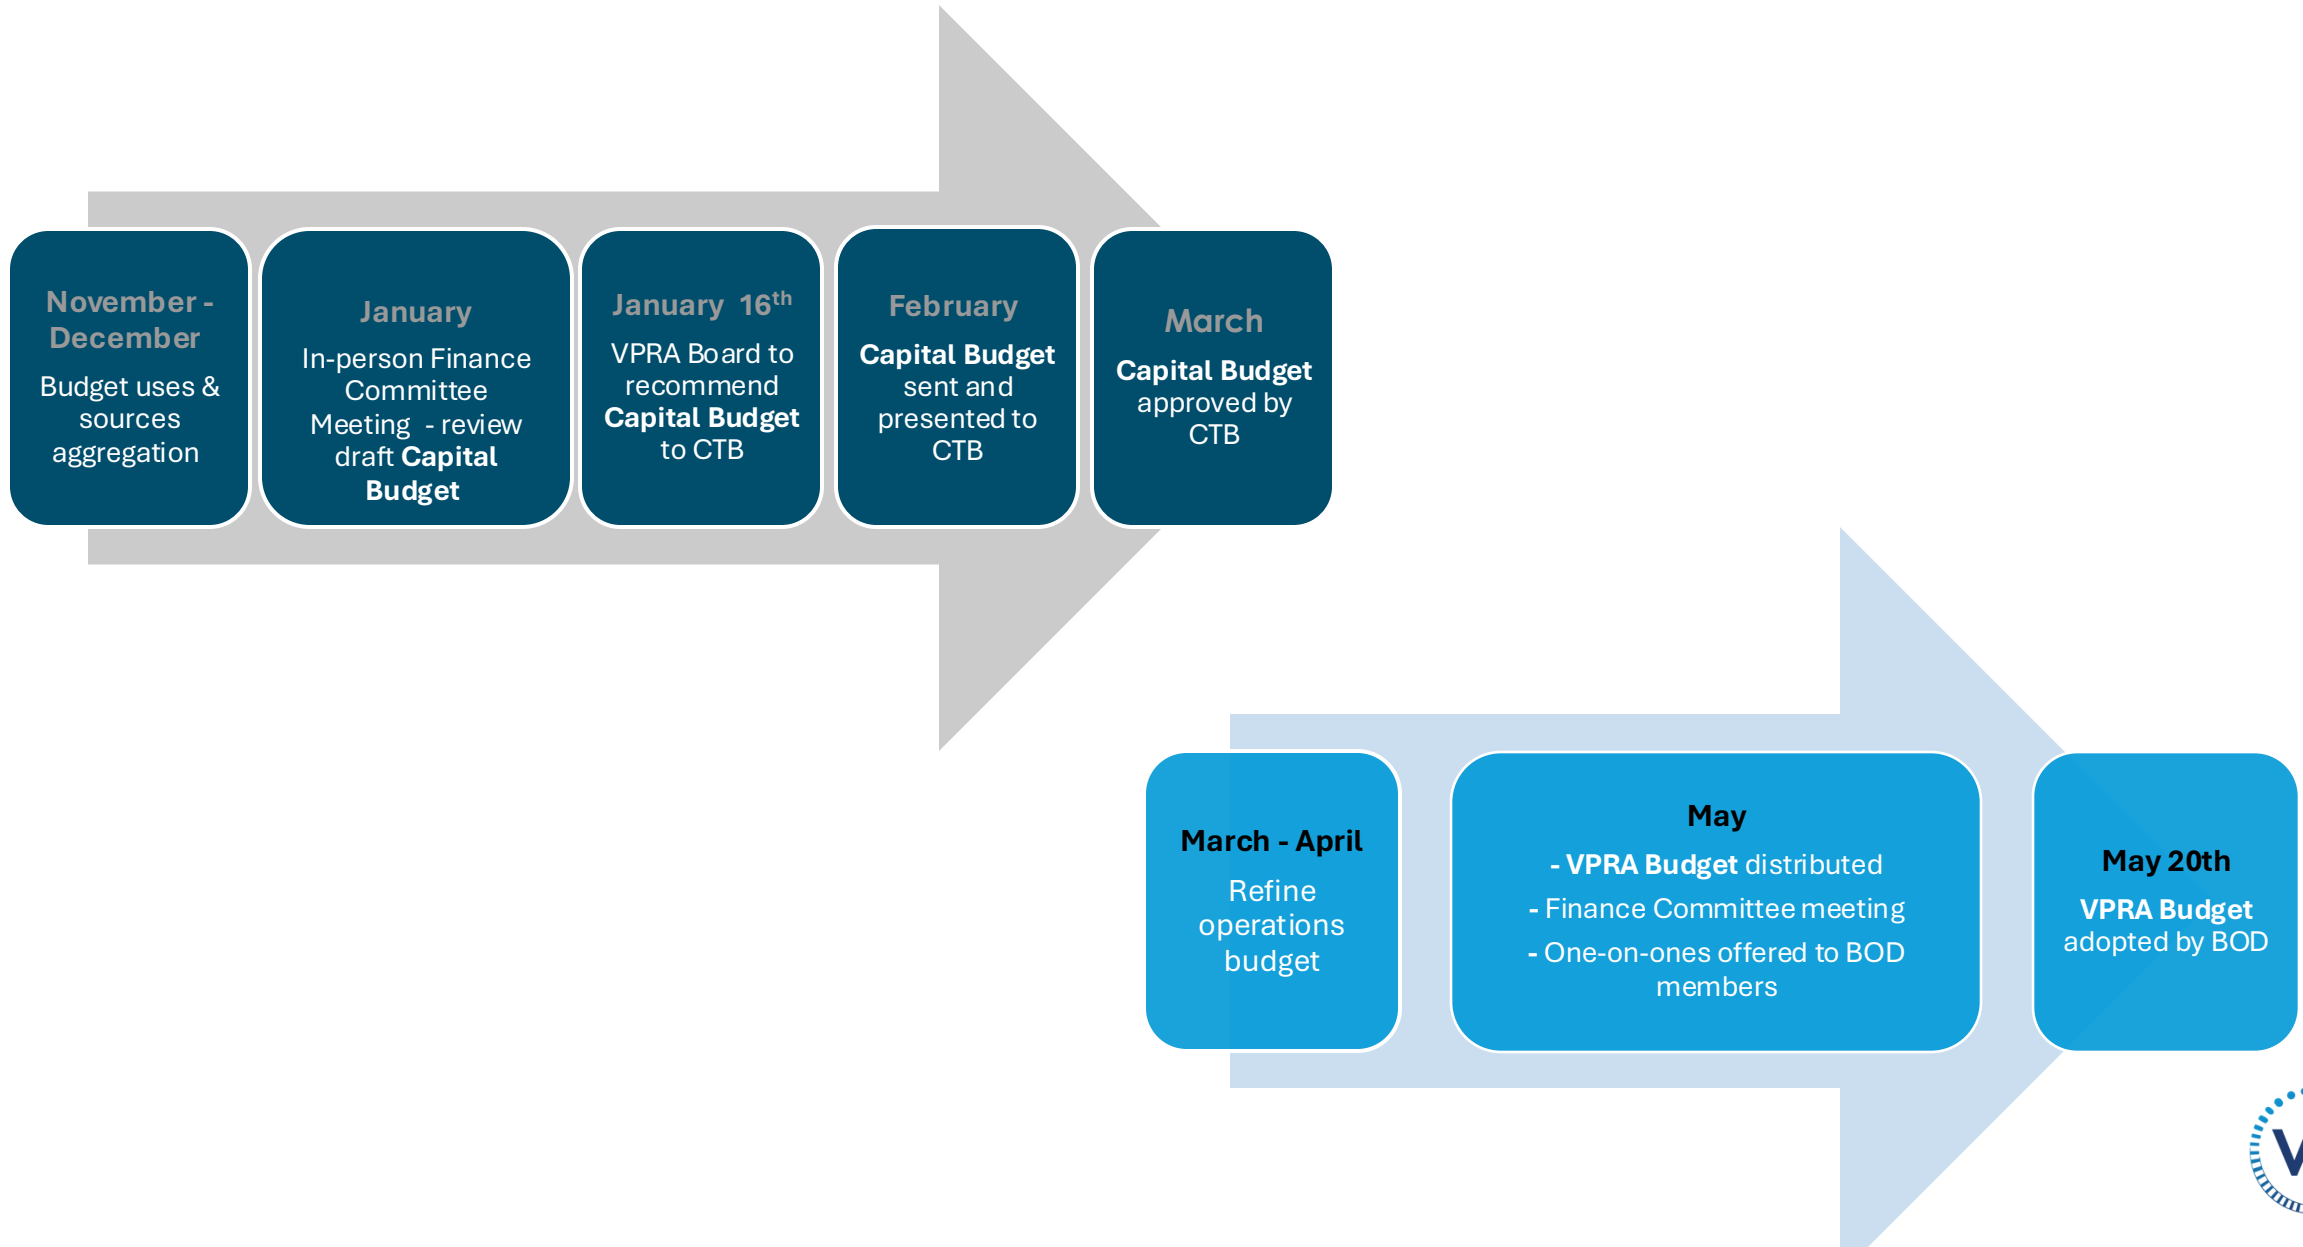 November -
December
Budget uses &
sources
aggregation
January
In-person Finance
Committee
Meeting - review
draft Capital
Budget
January 16th
VPRA Board to
recommend
Capital Budget
to CTB
February
Capital Budget
sent and
presented to
CTB
March
Capital Budget
approved by
CTB
March - April
Refine
operations
budget
May
- VPRA Budget distributed
- Finance Committee meeting
- One-on-ones offered to BOD
members
May 20th
VPRA Budget
adopted by BOD
V